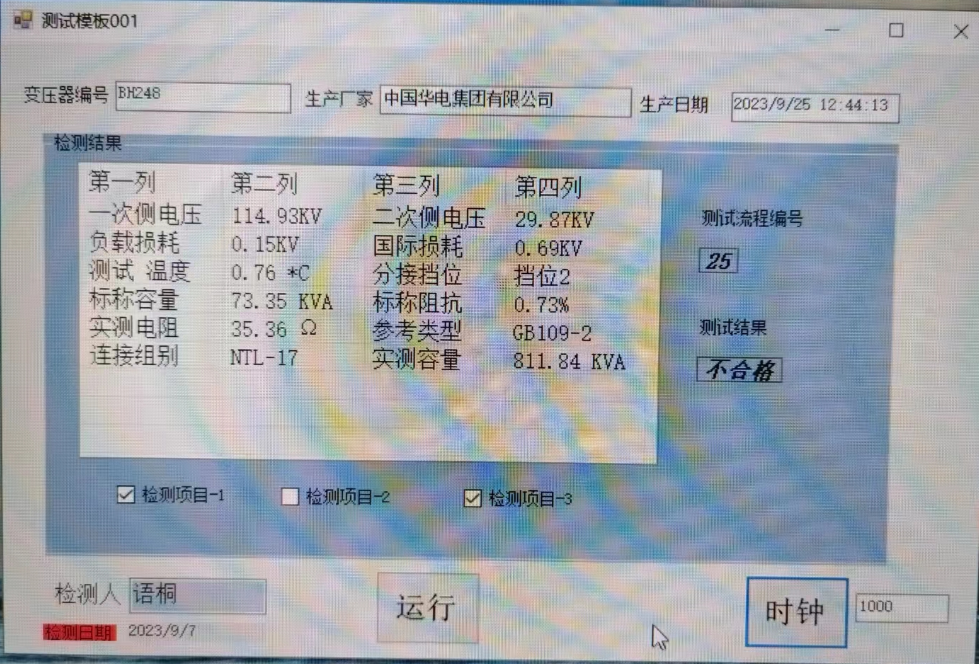 测试模板001
变压器编号 BH248 生产厂家 中国华电集团有限公司 生产日期 2023/9/25 12:44:13
检测结果
第一列 第二列 第三列 第四列
一次侧电压 114.93KV 二次侧电压 29.87KV
负载损耗 0.15KV 国际损耗 0.69KV
测试 温度 0.76 *C 分接挡位 挡位2
标称容量 73.35 KVA 标称阻抗 0.73%
实测电阻 35.36 Ω 参考类型 GB109-2
连接组别 NTL-17 实测容量 811.84 KVA
测试流程编号
25
测试结果
不合格
检测项目-1 检测项目-2 检测项目-3
检测人 语桐 运行 时钟 1000
检测日期 2023/9/7